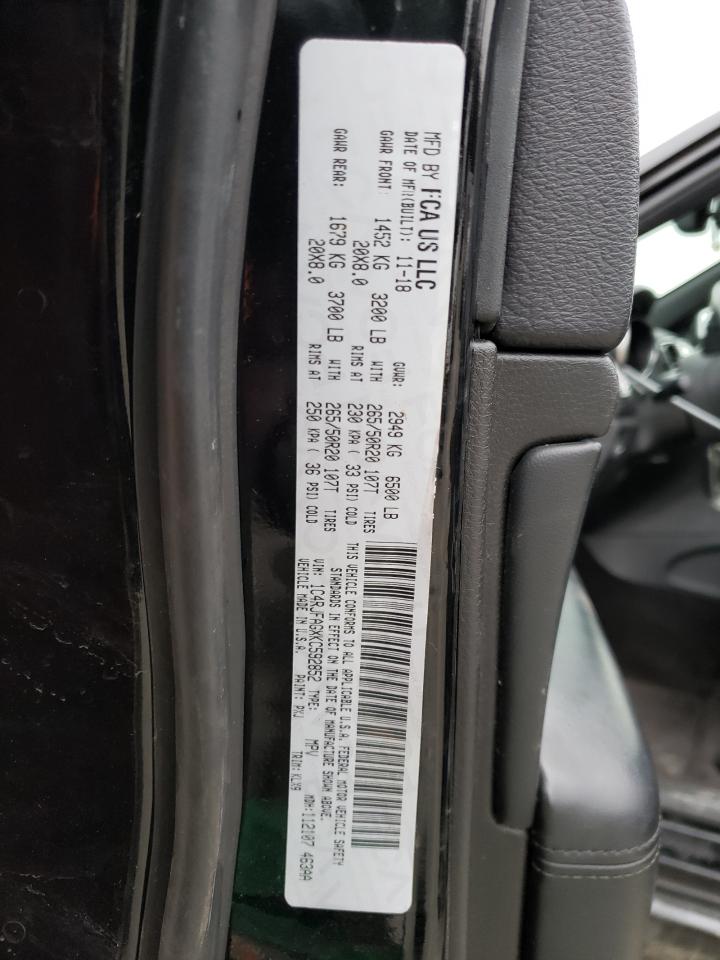 MFD BY FCA US LLC
DATE OF MFR(BUILT): 11-18 GVWR: 2949 KG 6500 LB
GAWR FRONT: 1452 KG 3200 LB WITH 265/50R20 107T TIRES
20X8.0 RIMS AT 230 KPA ( 33 PSI) COLD
GAWR REAR: 1679 KG 3700 LB WITH 265/50R20 107T TIRES
20X8.0 RIMS AT 250 KPA ( 36 PSI) COLD
THIS VEHICLE CONFORMS TO ALL APPLICABLE U.S.A. FEDERAL MOTOR VEHICLE SAFETY
STANDARDS IN EFFECT ON THE DATE OF MANUFACTURE SHOWN ABOVE.
VIN: 1C4RJFAGXKC592852 TYPE: MPV MDH:112107 463AA
VEHICLE MADE IN U.S.A. PAINT: PXJ TRIM: KLX9